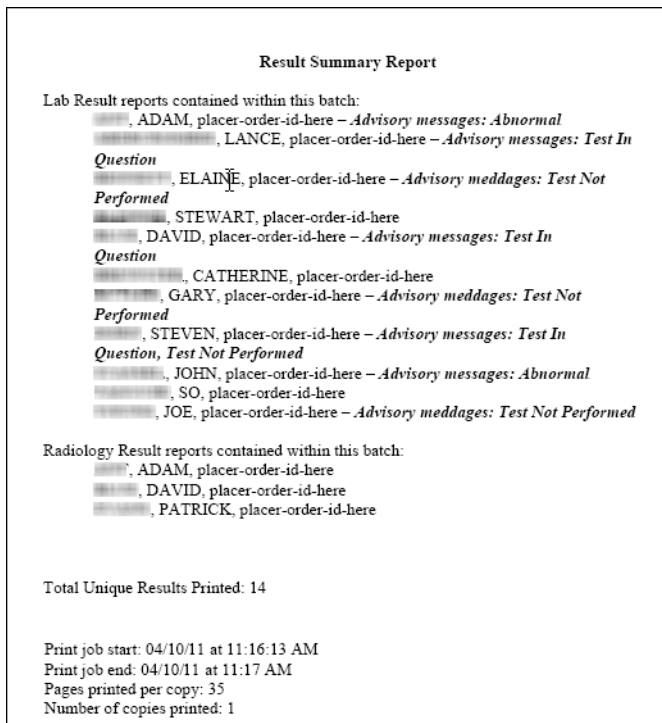 Result Summary Report
Lab Result reports contained within this batch:
, ADAM, placer-order-id-here – Advisory messages: Abnormal
, LANCE, placer-order-id-here – Advisory messages: Test In
Question
, ELAINE, placer-order-id-here – Advisory meddages: Test Not
Performed
, STEWART, placer-order-id-here
, DAVID, placer-order-id-here – Advisory messages: Test In
Question
, CATHERINE, placer-order-id-here
, GARY, placer-order-id-here – Advisory meddages: Test Not
Performed
, STEVEN, placer-order-id-here – Advisory messages: Test In
Question, Test Not Performed
, JOHN, placer-order-id-here – Advisory messages: Abnormal
, SO, placer-order-id-here
, JOE, placer-order-id-here – Advisory meddages: Test Not Performed
Radiology Result reports contained within this batch:
, ADAM, placer-order-id-here
, DAVID, placer-order-id-here
, PATRICK, placer-order-id-here
Total Unique Results Printed: 14
Print job start: 04/10/11 at 11:16:13 AM
Print job end: 04/10/11 at 11:17 AM
Pages printed per copy: 35
Number of copies printed: 1